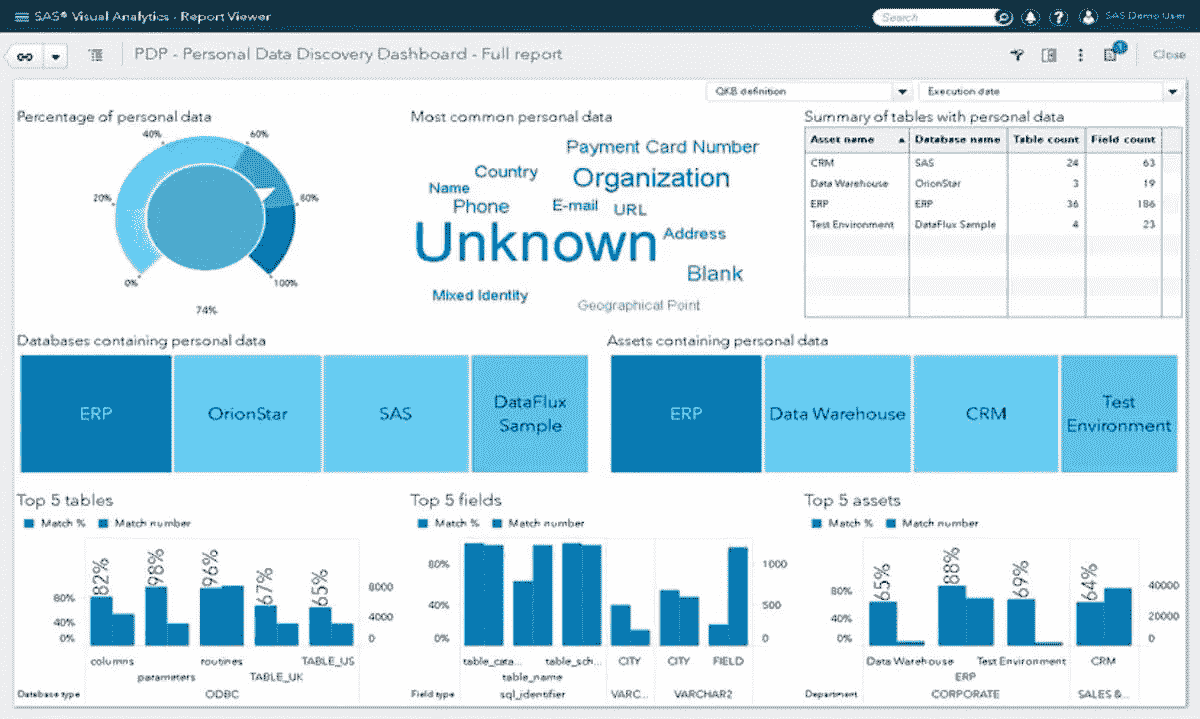 SAS® Visual Analytics - Report Viewer
Search
SAS Demo User
PDP - Personal Data Discovery Dashboard - Full report
1
Close
QKB definition
Execution date
Percentage of personal data
0%
20%
40%
60%
80%
100%
74%
Most common personal data
Payment Card Number
Country
Organization
Name
Phone
E-mail
URL
Unknown
Address
Blank
Mixed Identity
Geographical Point
Summary of tables with personal data
Asset name Database name Table count Field count
CRM SAS 24 63
Data Warehouse OrionStar 3 19
ERP ERP 36 186
Test Environment DataFlux Sample 4 23
Databases containing personal data
ERP
OrionStar
SAS
DataFlux
Sample
Assets containing personal data
ERP
Data Warehouse
CRM
Test
Environment
Top 5 tables
Match % Match number
82% 98% 96% 67% 65%
80%
40%
0%
8000
4000
0
columns routines TABLE_US
parameters TABLE_UK
Database type ODBC
Top 5 fields
Match % Match number
80%
40%
0%
1000
500
0
table_cata... table_sch... CITY CITY FIELD
table_name
Field type sql_identifier VARC... VARCHAR2
Top 5 assets
Match % Match number
65% 88% 69% 64%
80%
40%
0%
40000
20000
0
Data Warehouse Test Environment CRM
ERP
Department CORPORATE SALES &...